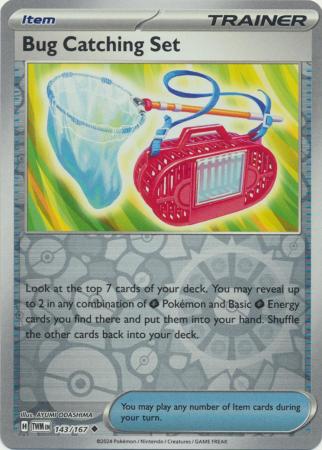 Item
TRAINER
Bug Catching Set
Look at the top 7 cards of your deck. You may reveal up
to 2 in any combination of Pokémon and Basic Energy
cards you find there and put them into your hand. Shuffle
the other cards back into your deck.
Illus. AYUMI ODASHIMA
H TWM EN 143/167
You may play any number of Item cards during
your turn.
©2024 Pokémon / Nintendo / Creatures / GAME FREAK